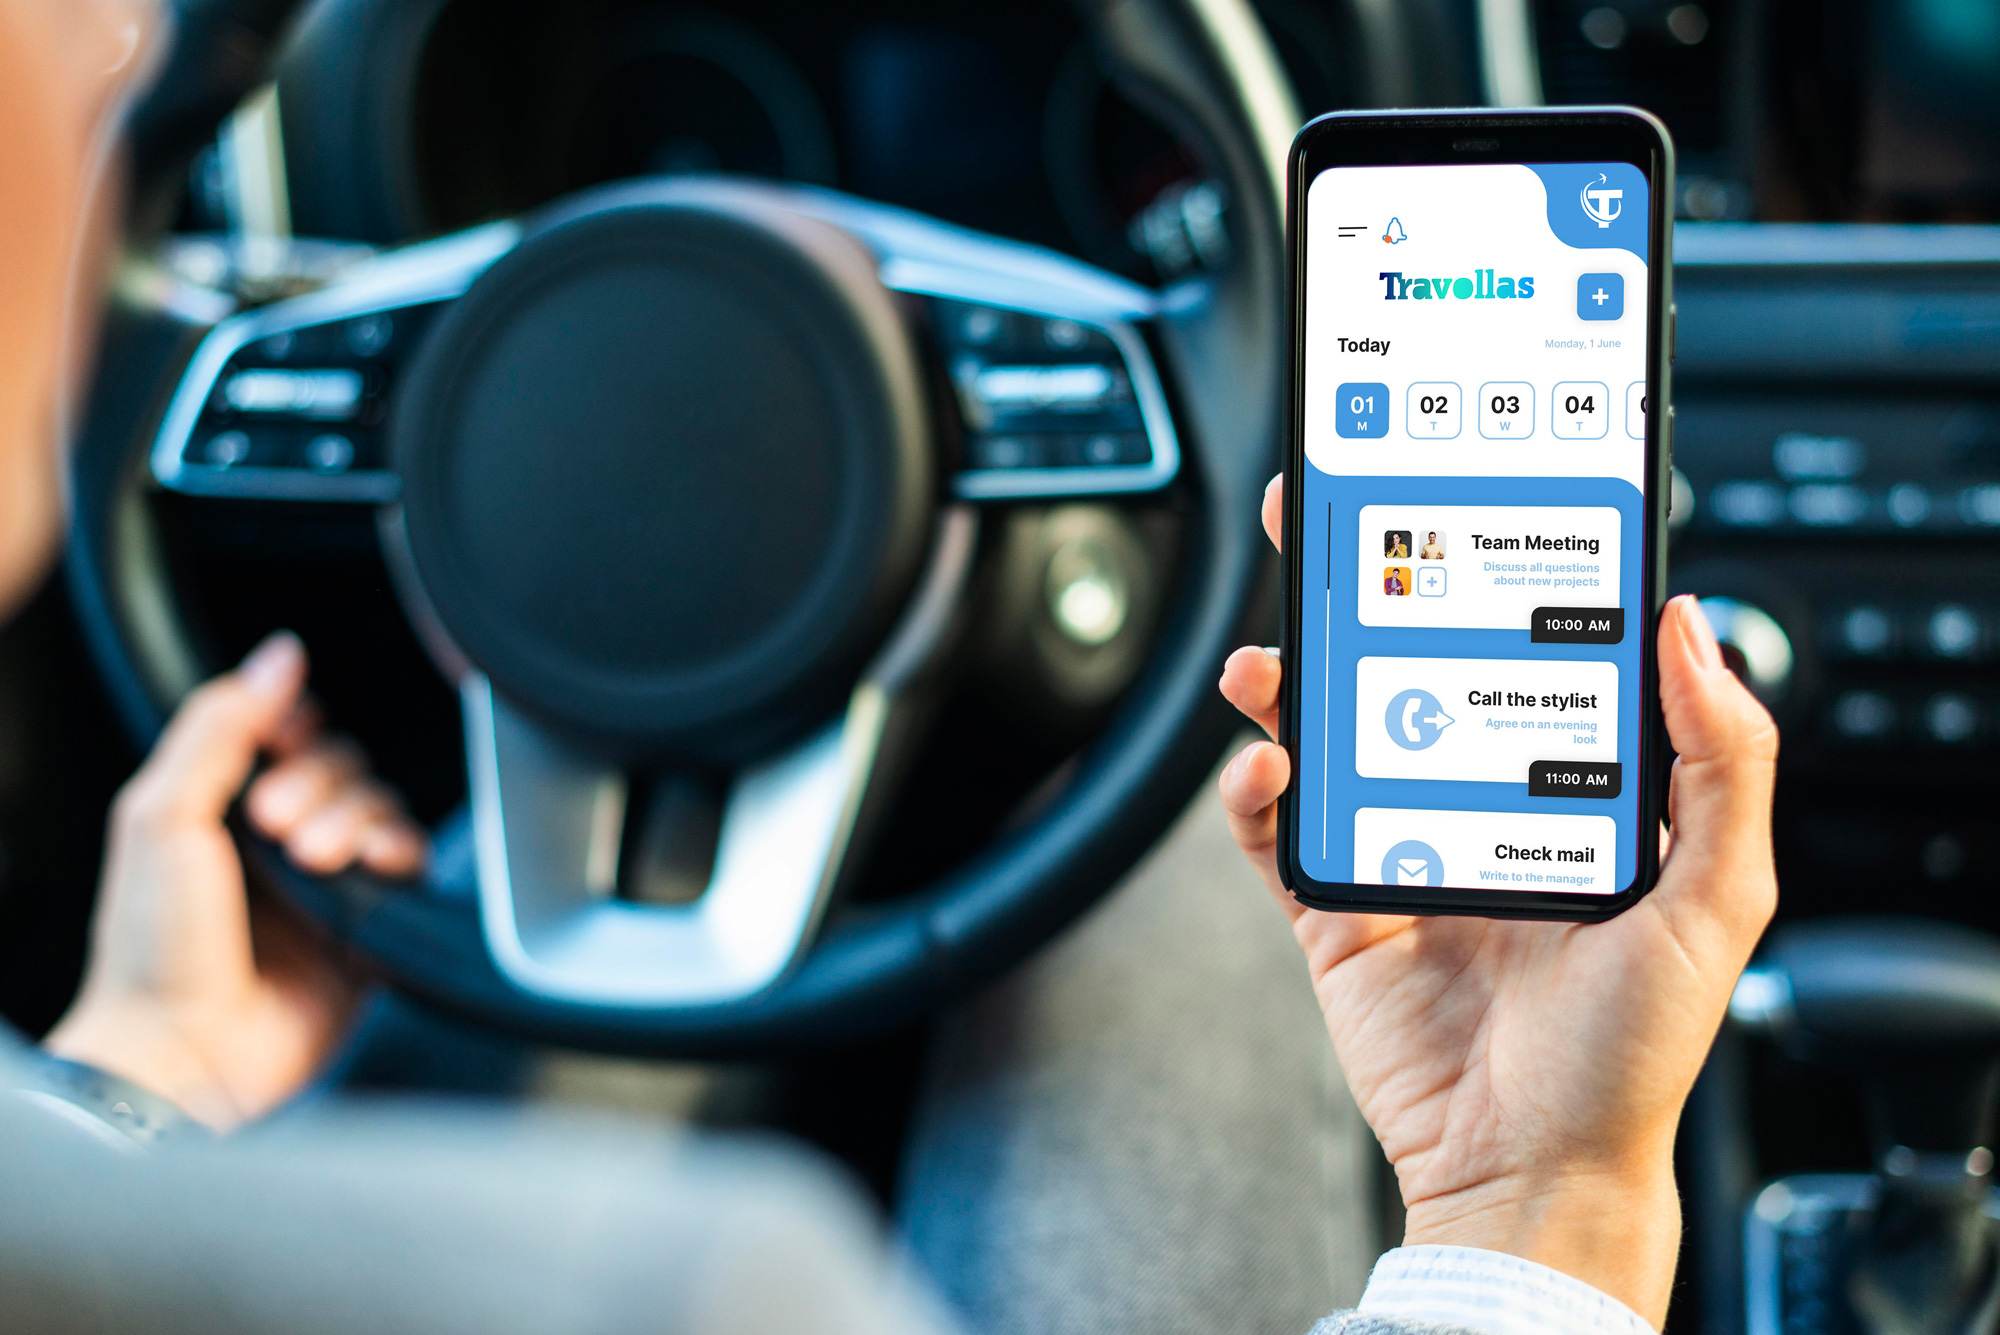 T
Travollas
+
Today
Monday, 1 June
01
M
02
T
03
W
04
T
Team Meeting
Discuss all questions
about new projects
+
10:00 AM
Call the stylist
Agree on an evening
look
11:00 AM
Check mail
Write to the manager